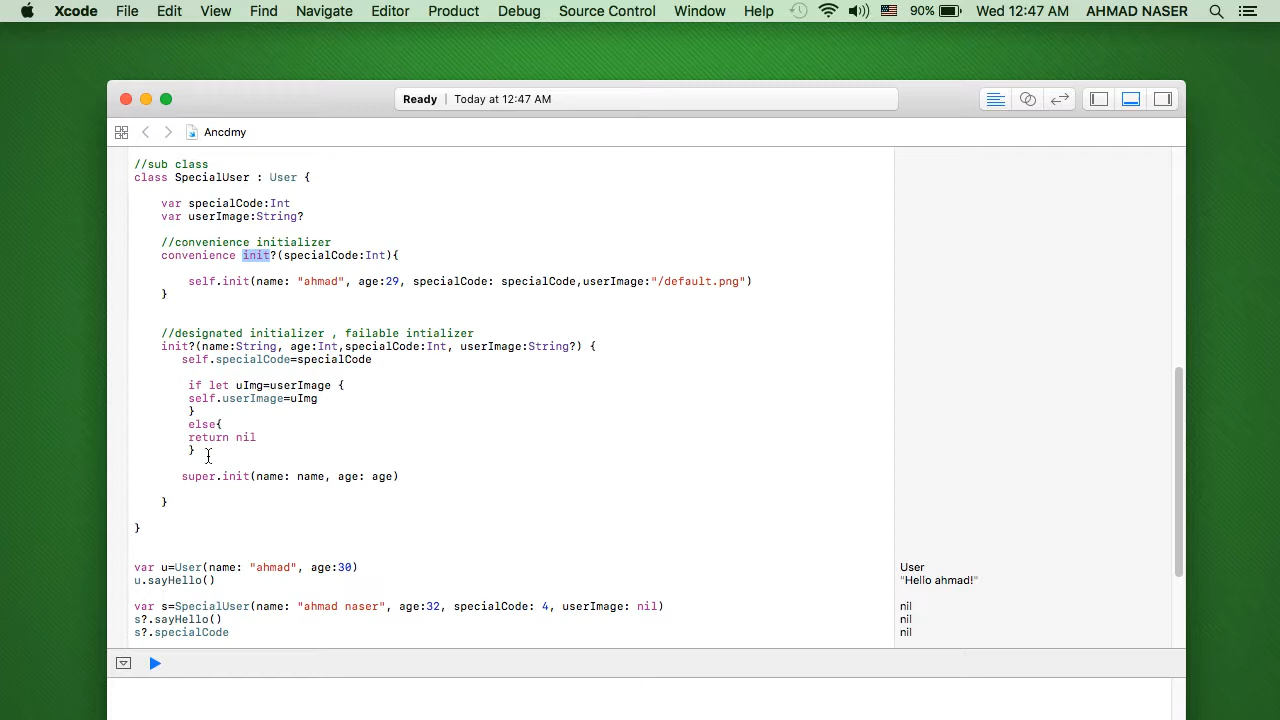 Xcode File Edit View Find Navigate Editor Product Debug Source Control Window Help 90% Wed 12:47 AM AHMAD NASER
Ready | Today at 12:47 AM
Ancdmy
//sub class
class SpecialUser : User {
var specialCode:Int
var userImage:String?
//convenience initializer
convenience init?(specialCode:Int){
self.init(name: "ahmad", age:29, specialCode: specialCode,userImage:"/default.png")
}
//designated initializer , failable intializer
init?(name:String, age:Int,specialCode:Int, userImage:String?) {
self.specialCode=specialCode
if let uImg=userImage {
self.userImage=uImg
}
else{
return nil
}
super.init(name: name, age: age)
}
}
var u=User(name: "ahmad", age:30) User
u.sayHello() "Hello ahmad!"
var s=SpecialUser(name: "ahmad naser", age:32, specialCode: 4, userImage: nil) nil
s?.sayHello() nil
s?.specialCode nil